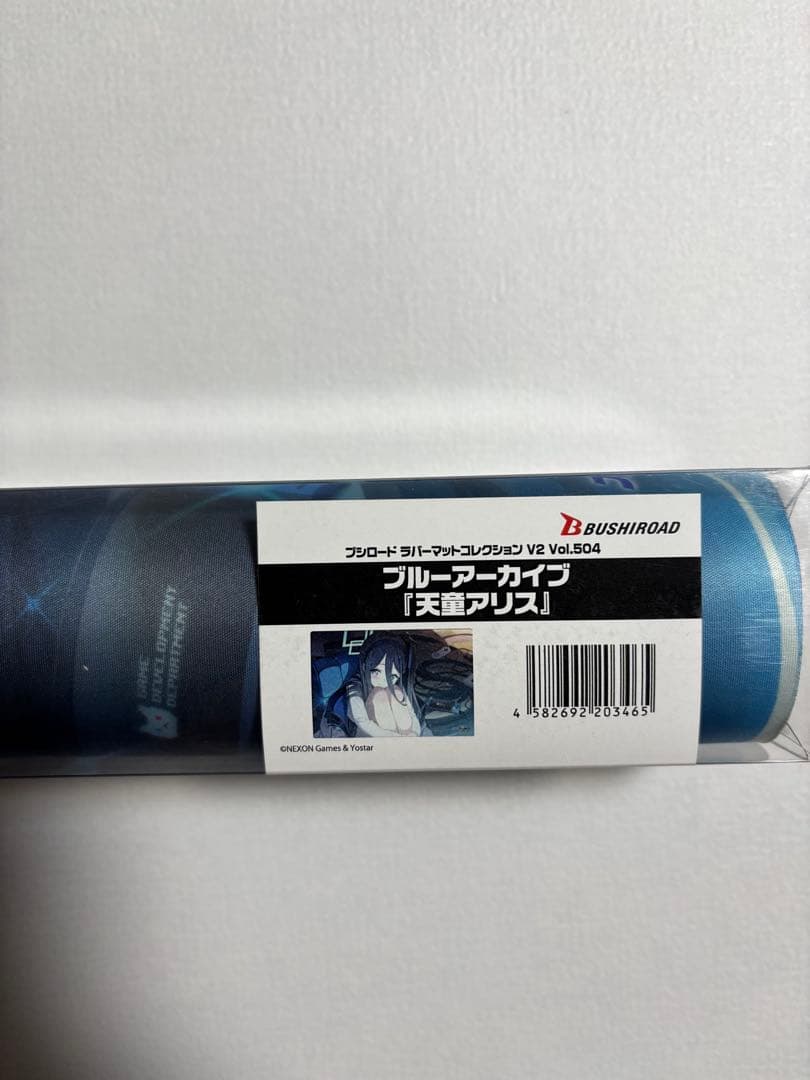 BUSHIROAD
ブシロード ラバーマットコレクション V2 Vol.504
ブルーアーカイブ
『天童アリス』
4 582692 203465
©NEXON Games & Yostar
GAME
DEVELOPMENT
DEPARTMENT